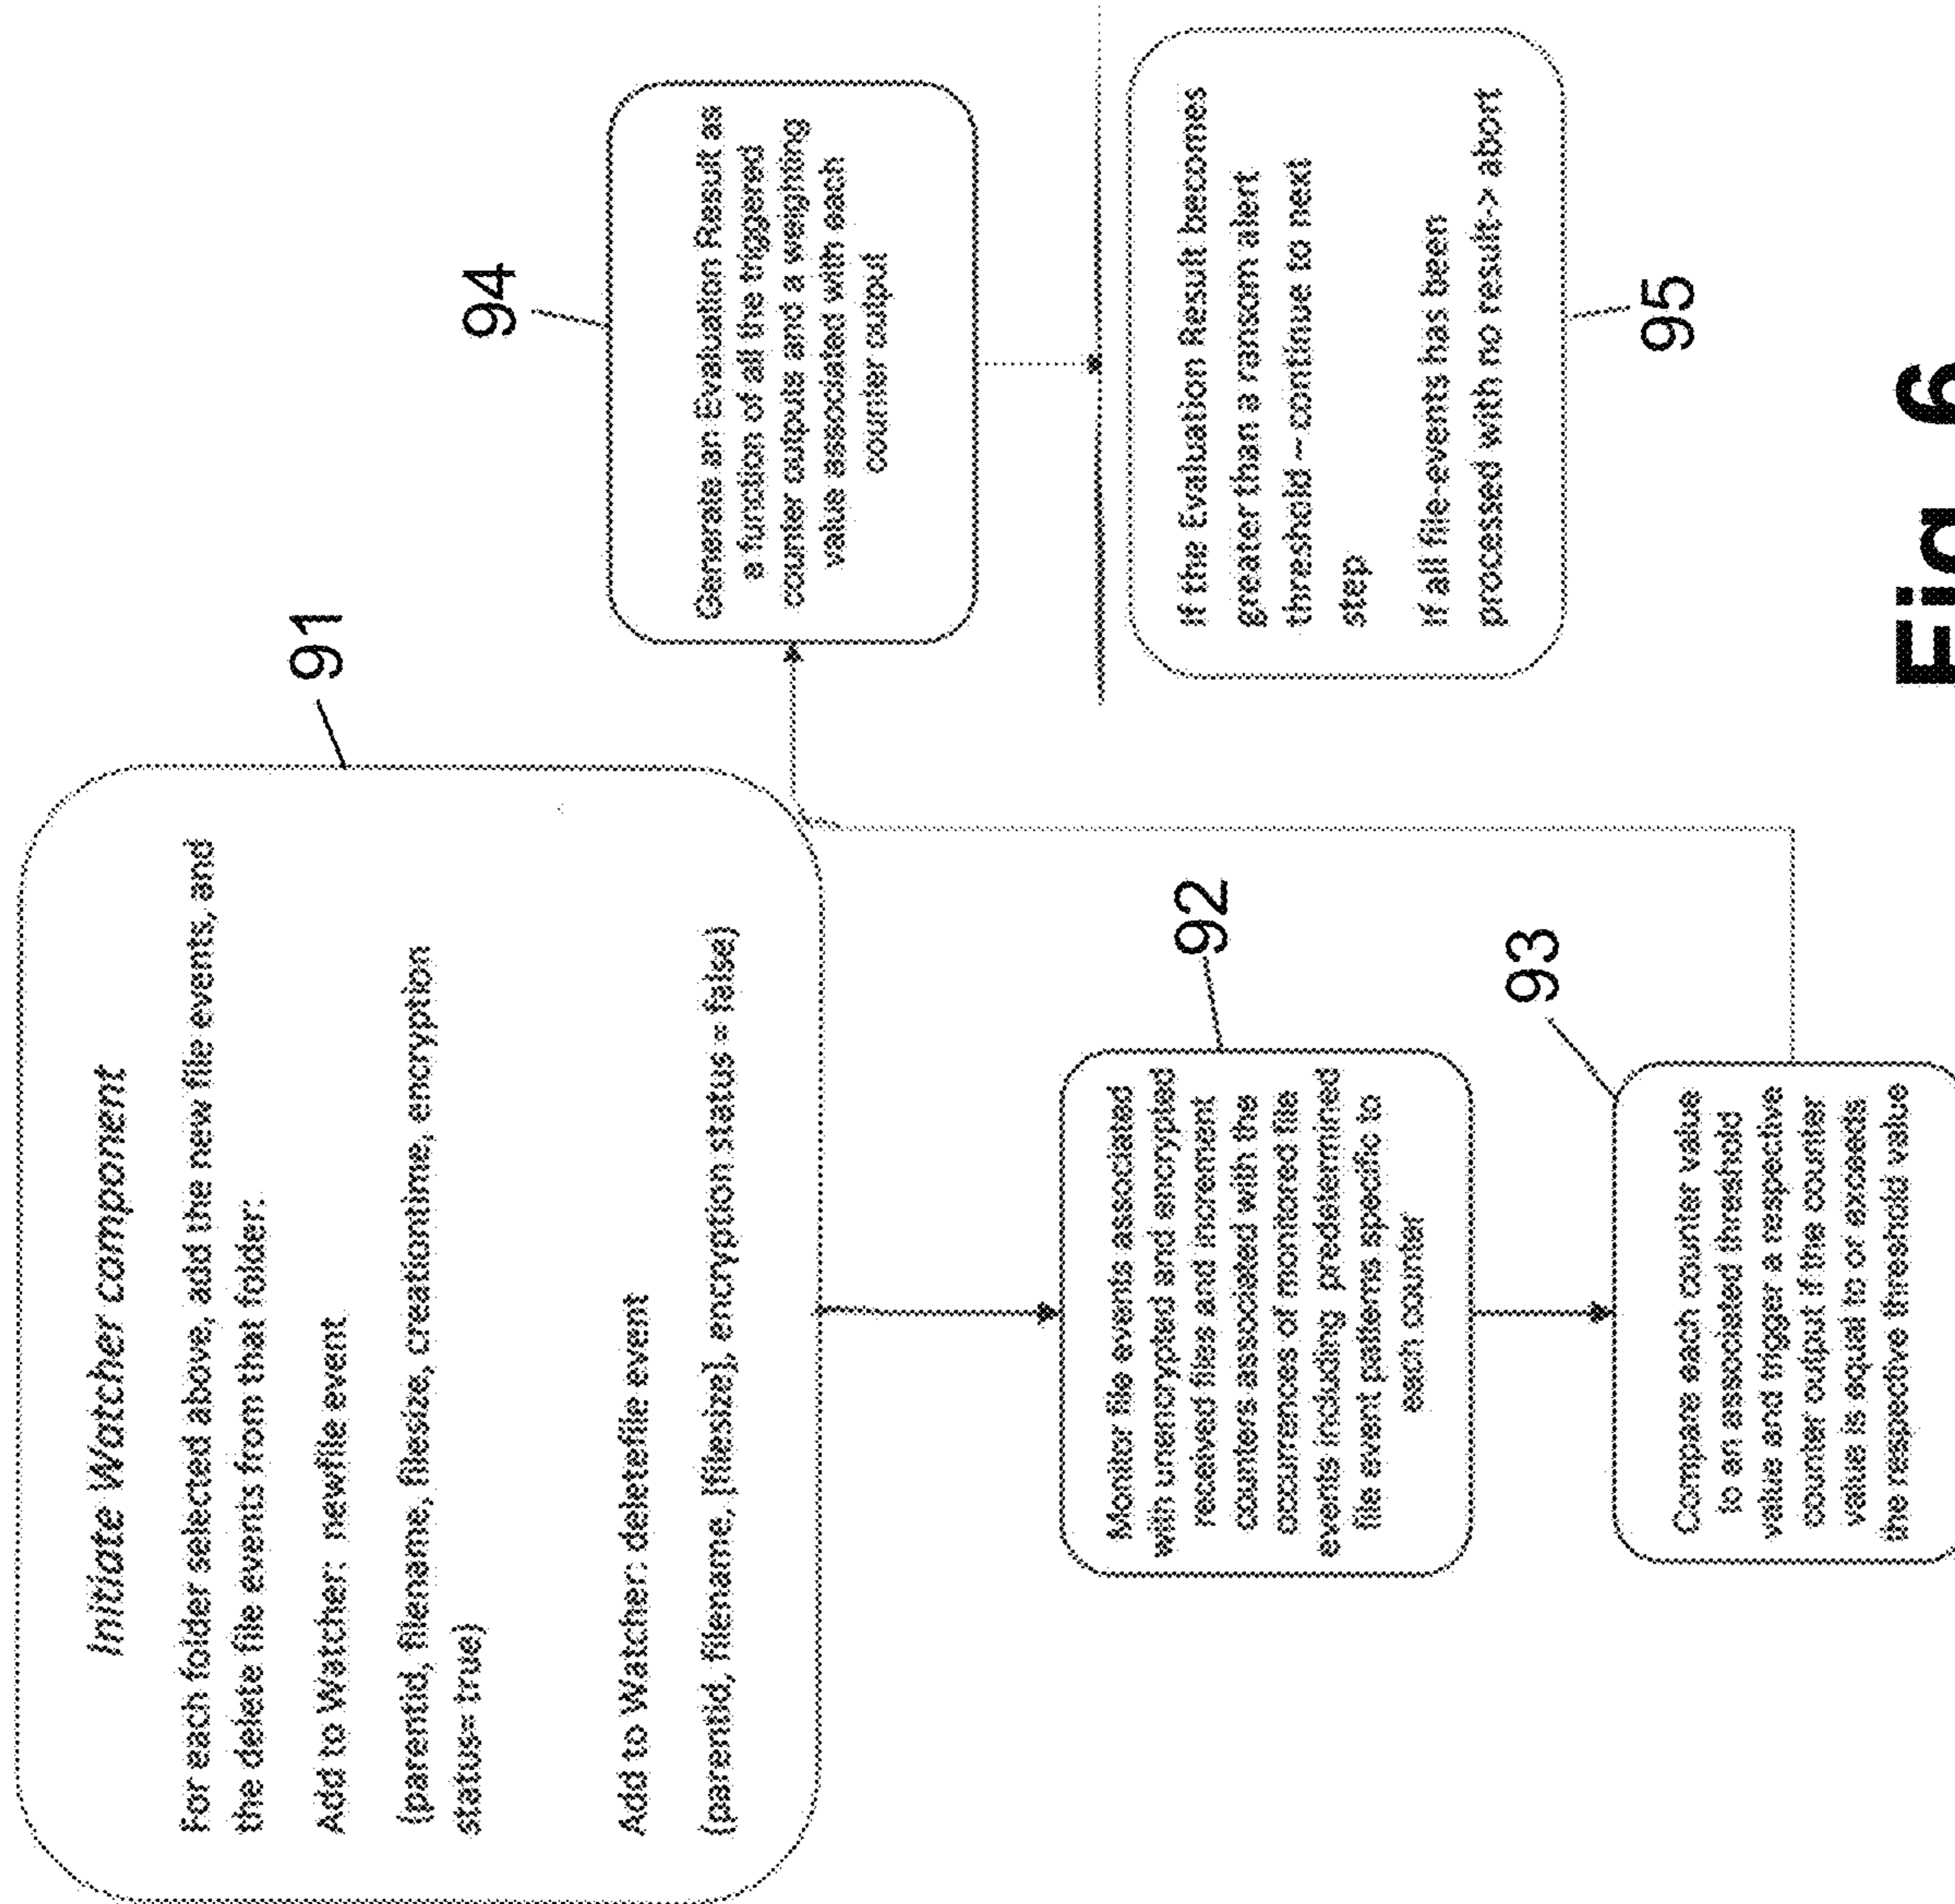 91
Initiate Watcher component
For each folder selected above, add the new file events, and
the delete file events from that folder:
Add to Watcher: newfile event
(parentid, filename, filesize, creationtime, encryption
status= true)
Add to Watcher: deletefile event
(parentid, filename, [filesize], encryption status = false)
92
Monitor file events associated
with unencypted and encrypted
received files and increment
counters associated with the
occurrences of monitored file
events including predetermined
file event patterns specific to
each counter
93
Compare each counter value
to an associated threshold
value and trigger a respective
counter output if the counter
value is equal to or exceeds
the respective threshold value
94
Generate an Evaluation Result as
a function of all the triggered
counter outputs and a weighting
value associated with each
counter output
If the Evaluation Result becomes
greater than a ransom alert
threshold – continue to next
step
If all file-events has been
processed with no result-> abort
95
Fig. 6